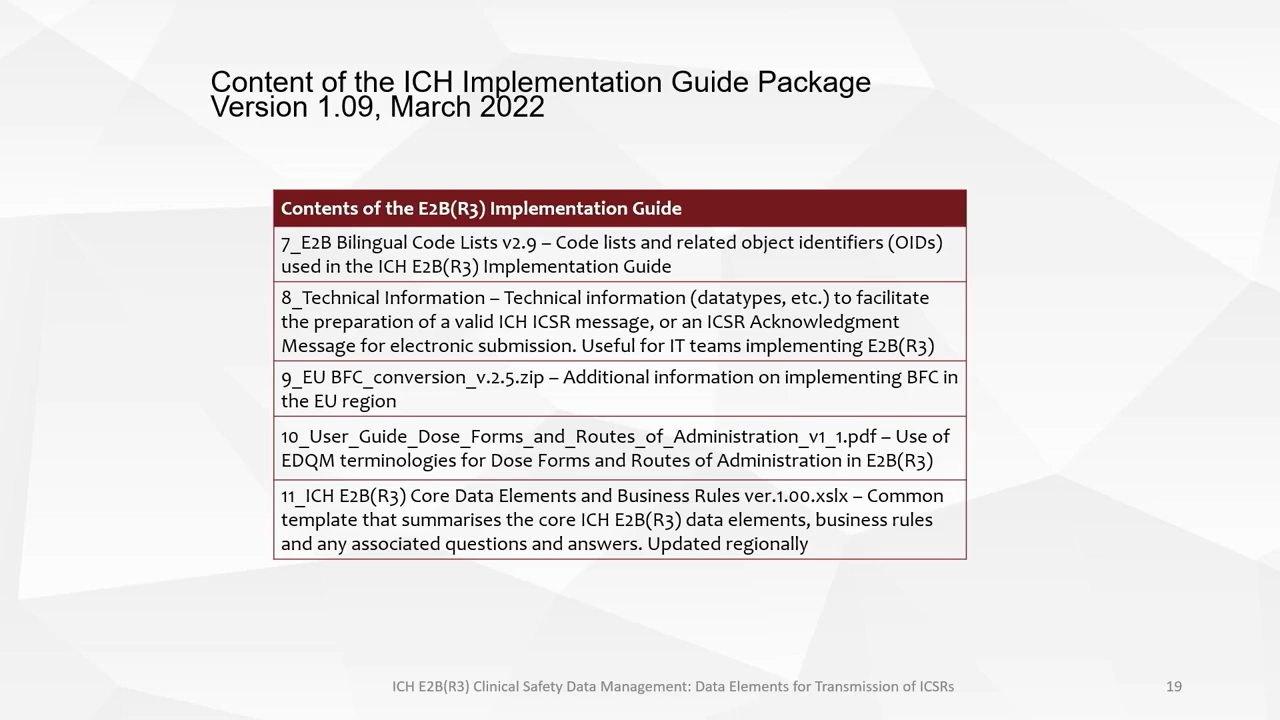 Content of the ICH Implementation Guide Package
Version 1.09, March 2022
Contents of the E2B(R3) Implementation Guide
7_E2B Bilingual Code Lists v2.9 – Code lists and related object identifiers (OIDs)
used in the ICH E2B(R3) Implementation Guide
8_Technical Information – Technical information (datatypes, etc.) to facilitate
the preparation of a valid ICH ICSR message, or an ICSR Acknowledgment
Message for electronic submission. Useful for IT teams implementing E2B(R3)
9_EU BFC_conversion_v.2.5.zip – Additional information on implementing BFC in
the EU region
10_User_Guide_Dose_Forms_and_Routes_of_Administration_v1_1.pdf – Use of
EDQM terminologies for Dose Forms and Routes of Administration in E2B(R3)
11_ICH E2B(R3) Core Data Elements and Business Rules ver.1.00.xslx – Common
template that summarises the core ICH E2B(R3) data elements, business rules
and any associated questions and answers. Updated regionally
ICH E2B(R3) Clinical Safety Data Management: Data Elements for Transmission of ICSRs
19